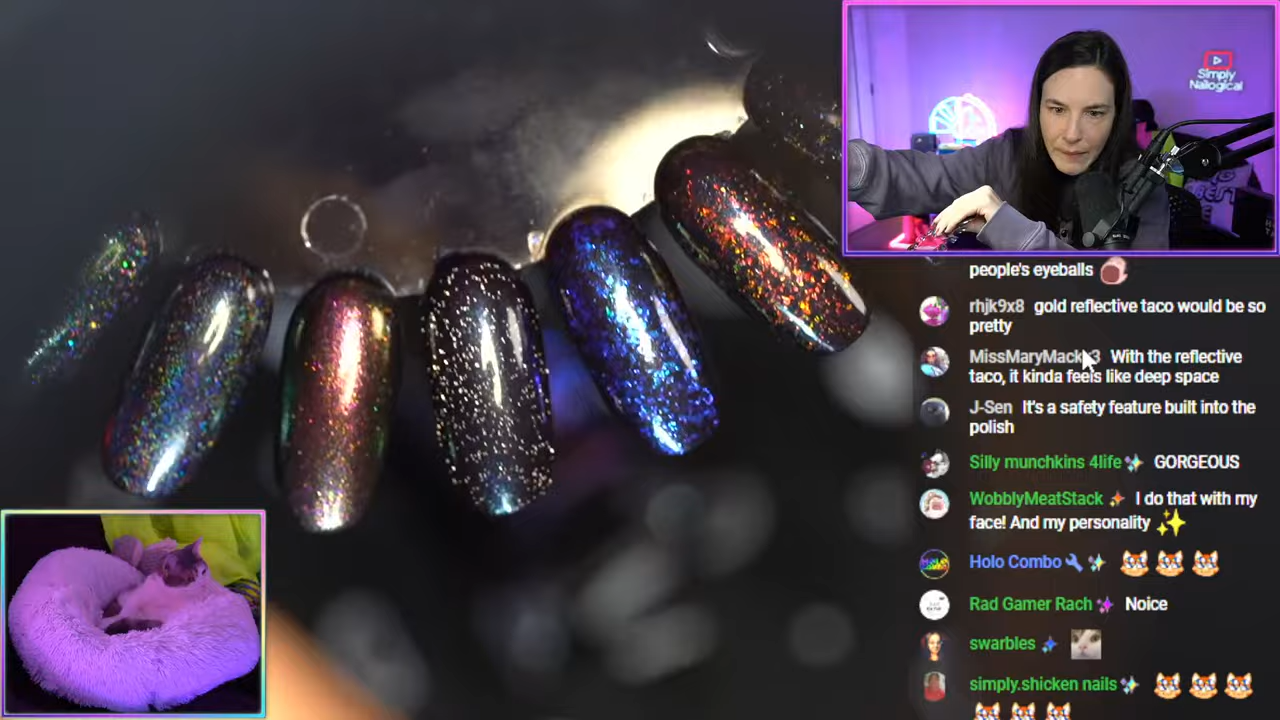 Simply
Nailogical
people's eyeballs
rhjk9x8 gold reflective taco would be so
pretty
With the reflective
taco, it kinda feels like deep space
J-Sen It's a safety feature built into the
polish
Silly munchkins 4life GORGEOUS
WobblyMeatStack I do that with my
face! And my personality
Holo Combo
Rad Gamer Rach Noice
swarbles
simply.shicken nails